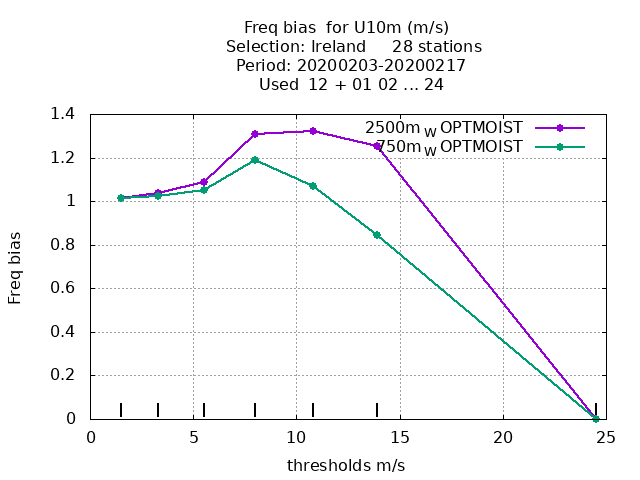 Freq bias  for U10m (m/s)
Selection: Ireland     28 stations
Period: 20200203-20200217
Used  12 + 01 02 ... 24
2500m W OPTMOIST
750m W OPTMOIST
1.4
1.2
1
0.8
0.6
0.4
0.2
0
Freq bias
0 5 10 15 20 25
thresholds m/s